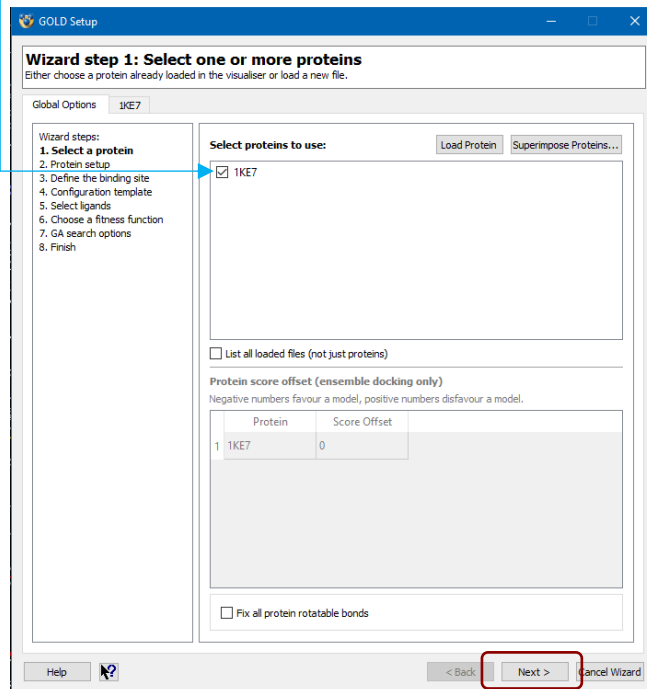 GOLD Setup
Wizard step 1: Select one or more proteins
Either choose a protein already loaded in the visualiser or load a new file.
Global Options 1KE7
Wizard steps:
1. Select a protein
2. Protein setup
3. Define the binding site
4. Configuration template
5. Select ligands
6. Choose a fitness function
7. GA search options
8. Finish
Select proteins to use: Load Protein Superimpose Proteins...
1KE7
List all loaded files (not just proteins)
Protein score offset (ensemble docking only)
Negative numbers favour a model, positive numbers disfavour a model.
Protein Score Offset
1 1KE7 0
Fix all protein rotatable bonds
Help ? < Back Next > Cancel Wizard